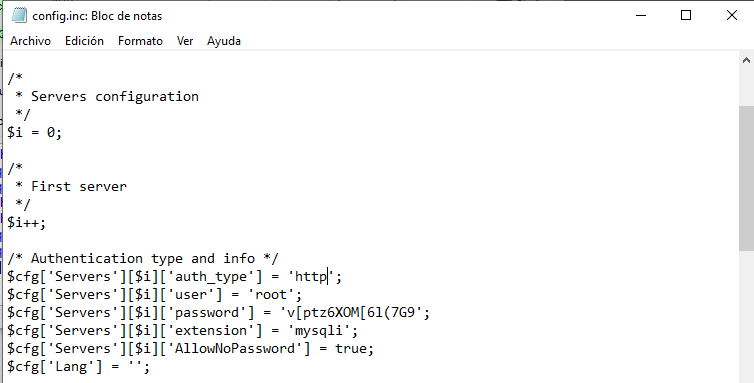 config.inc: Bloc de notas
Archivo Edición Formato Ver Ayuda
/*
 * Servers configuration
 */
$i = 0;
/*
 * First server
 */
$i++;
/* Authentication type and info */
$cfg['Servers'][$i]['auth_type'] = 'http';
$cfg['Servers'][$i]['user'] = 'root';
$cfg['Servers'][$i]['password'] = 'v[ptz6XOM[6l(7G9';
$cfg['Servers'][$i]['extension'] = 'mysqli';
$cfg['Servers'][$i]['AllowNoPassword'] = true;
$cfg['Lang'] = '';